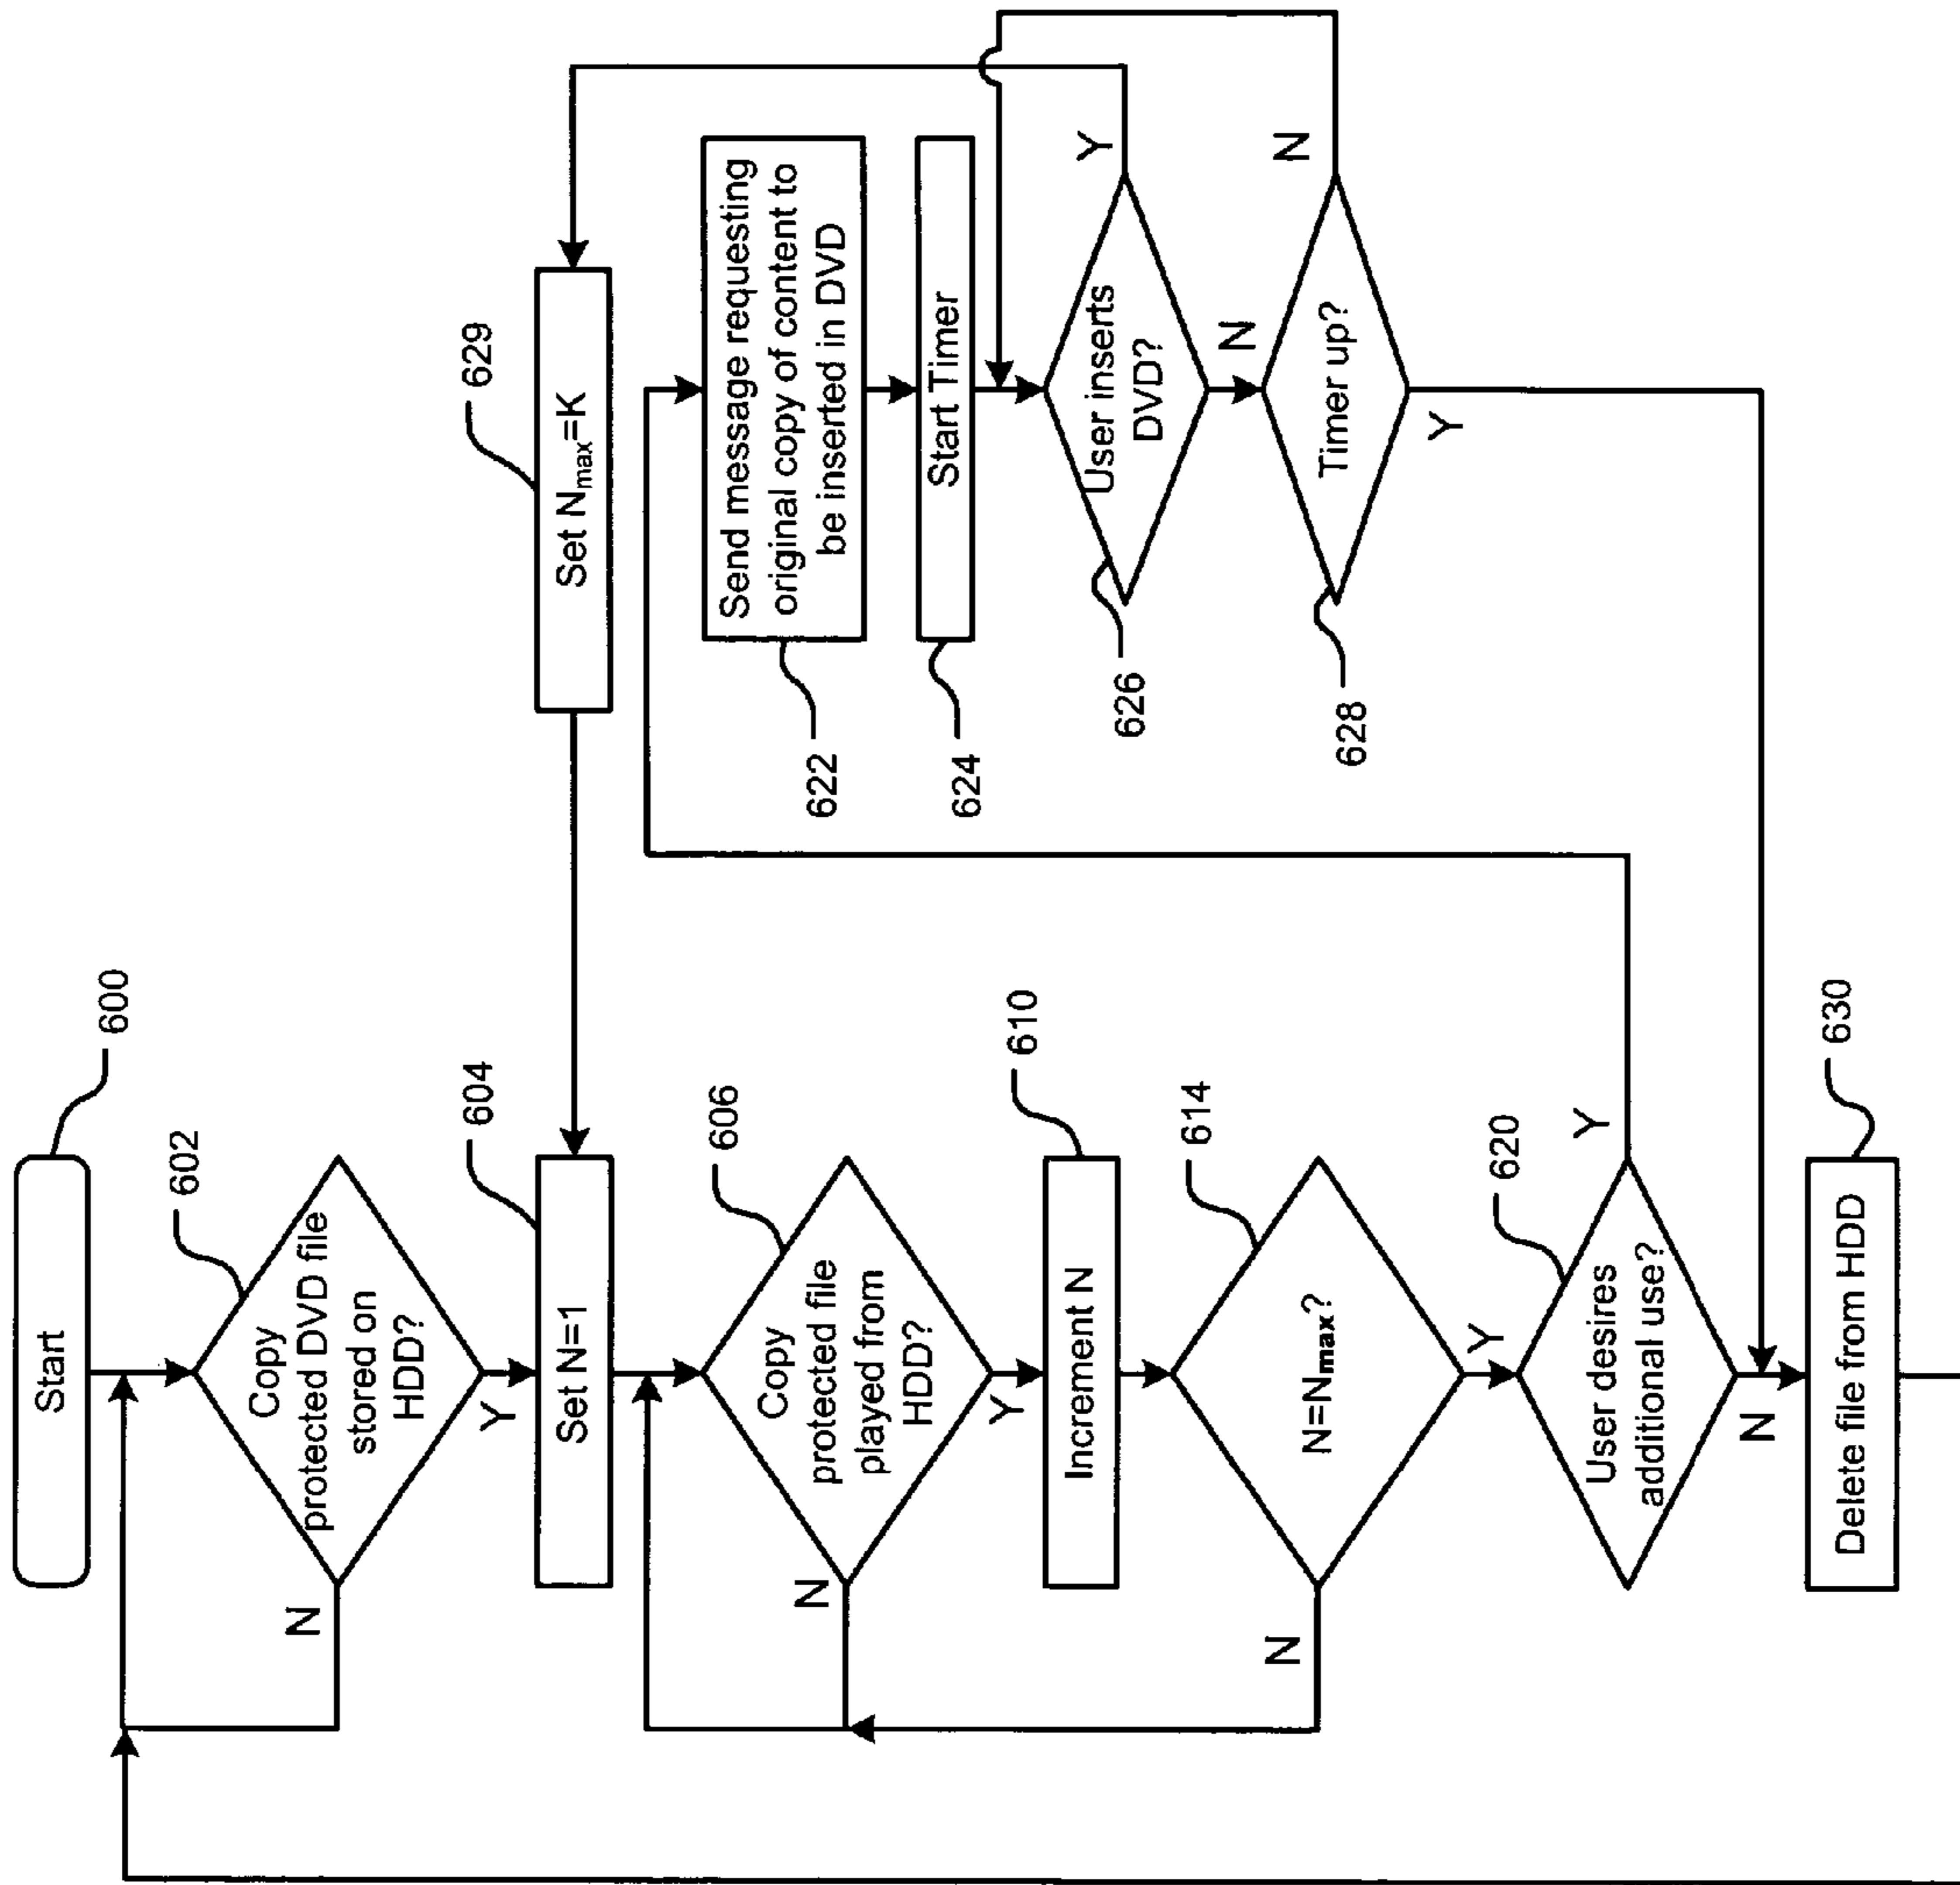 Start
600
Copy
protected DVD file
stored on
HDD?
602
N
Y
Set N=1
604
Copy
protected file
played from
HDD?
606
N
Y
Increment N
610
N=Nmax?
614
N
Y
User desires
additional use?
620
Y
N
Delete file from HDD
630
Set Nmax=K
629
Send message requesting
original copy of content to
be inserted in DVD
622
Start Timer
624
User inserts
DVD?
626
Y
N
Timer up?
628
N
Y